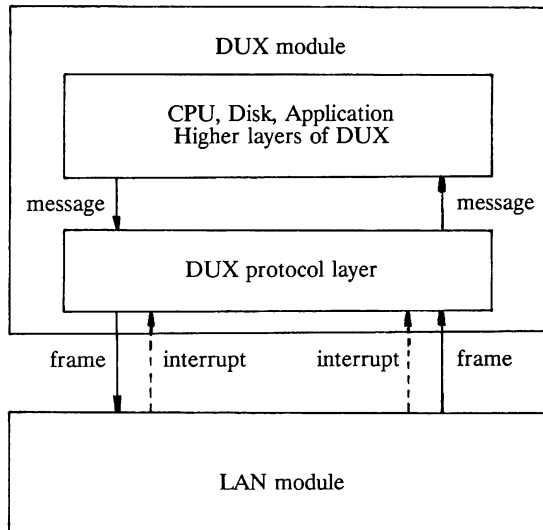 DUX module
CPU, Disk, Application
Higher layers of DUX
message
message
DUX protocol layer
frame
interrupt
interrupt
frame
LAN module